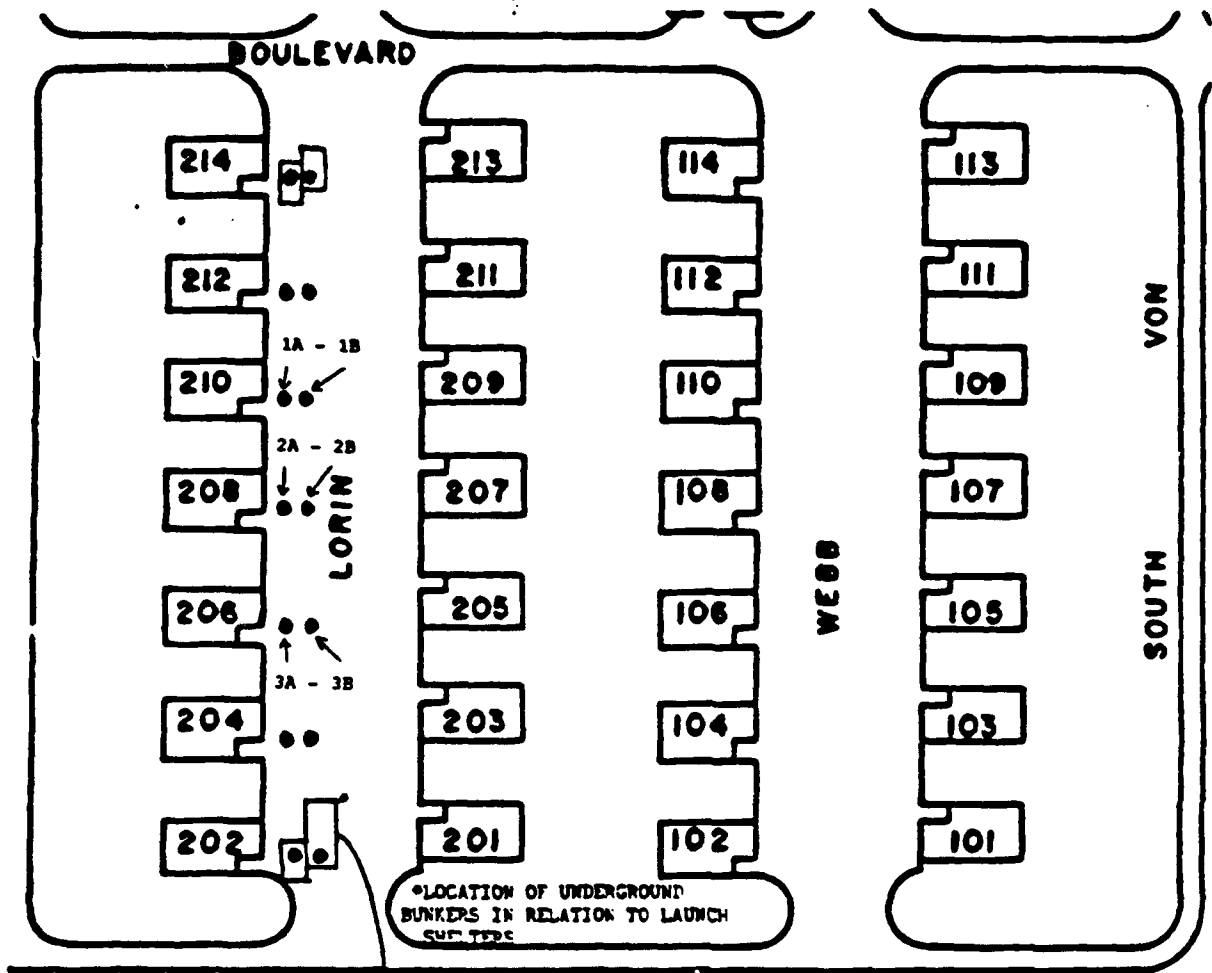 BOULEVARD
214
213
114
113
212
211
112
111
VON
1A - 1B
210
209
110
109
2A - 2B
208
207
108
107
LORIN
206
205
106
105
WEBB
SOUTH
3A - 3B
204
203
104
103
202
201
102
101
*LOCATION OF UNDERGROUND
BUNKERS IN RELATION TO LAUNCH
SHELTERS